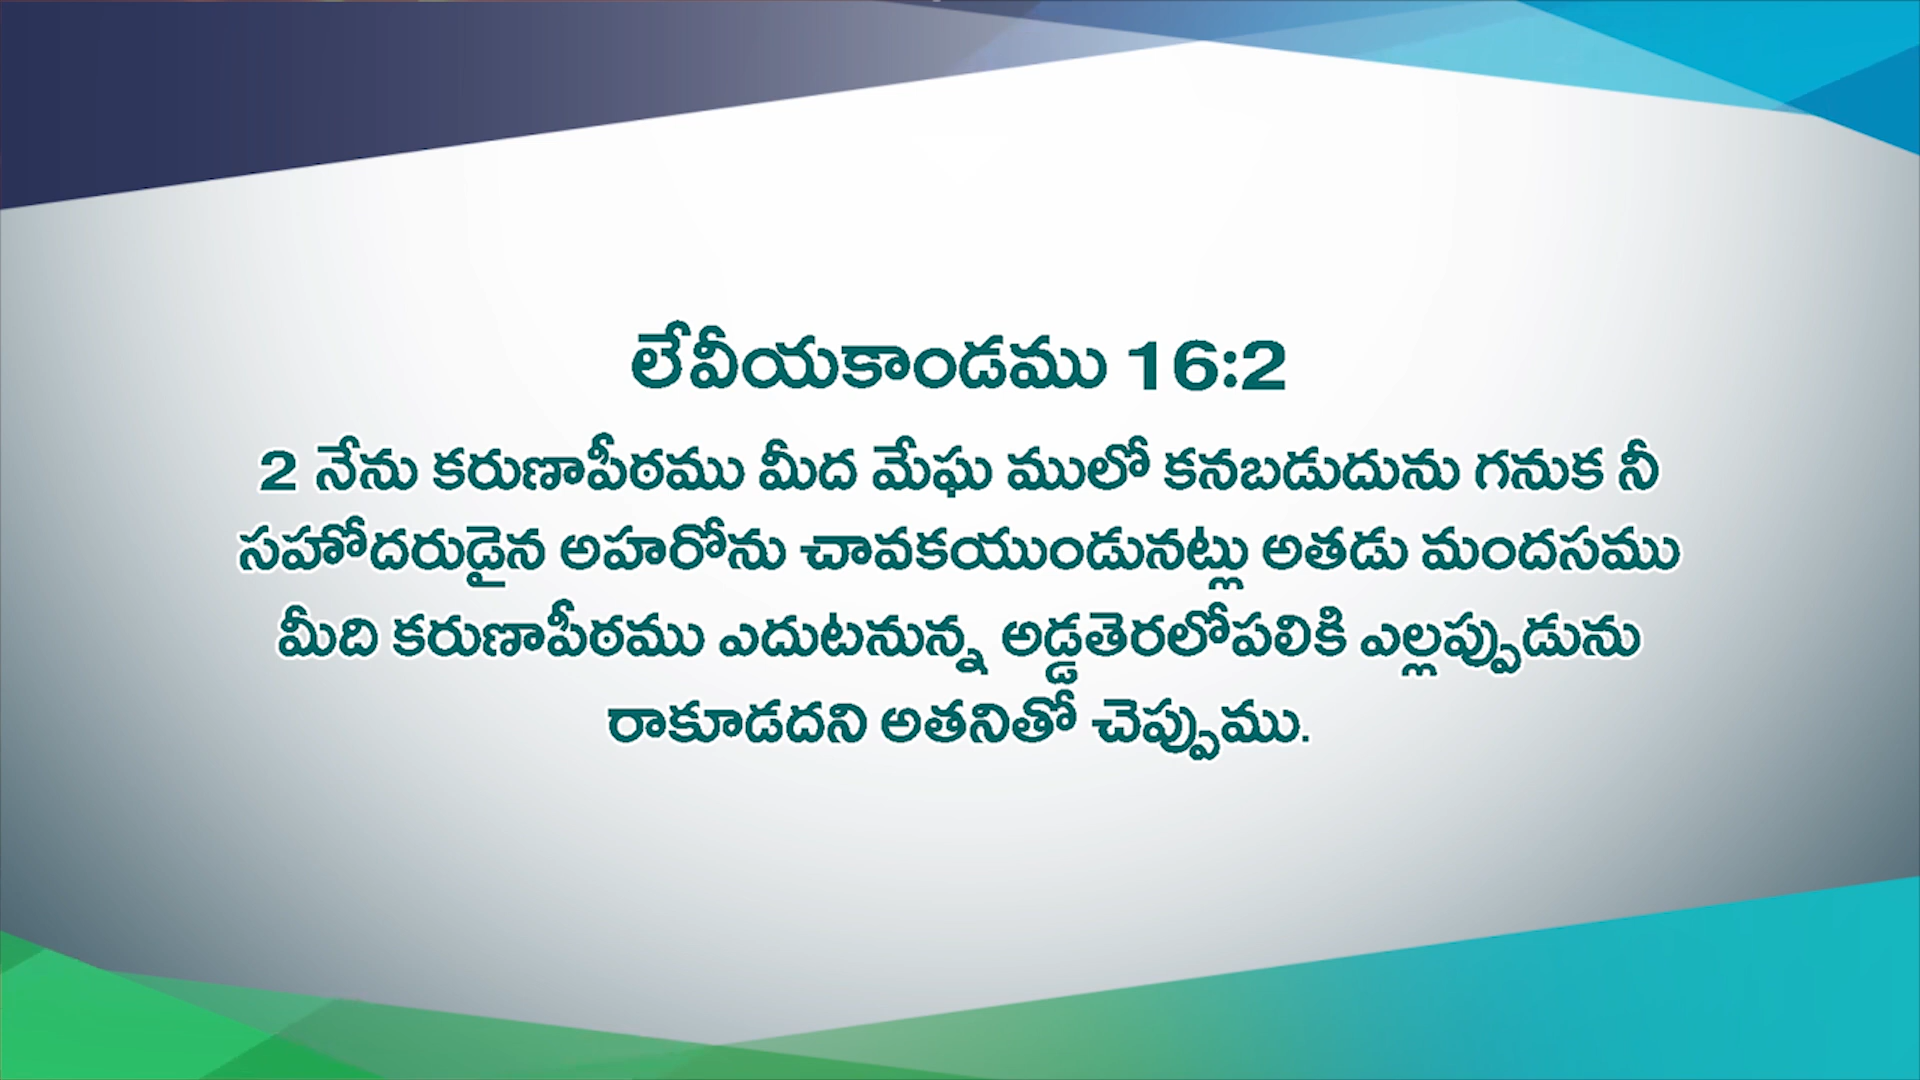 లేవీయకాండము 16:2
2 నేను కరుణాపీఠము మీద మేఘ ములో కనబడుదును గనుక నీ
సహోదరుడైన అహరోను చావకయుండునట్లు అతడు మందసము
మీది కరుణాపీఠము ఎదుటనున్న అడ్డతెరలోపలికి ఎల్లప్పుడును
రాకూడదని అతనితో చెప్పుము.